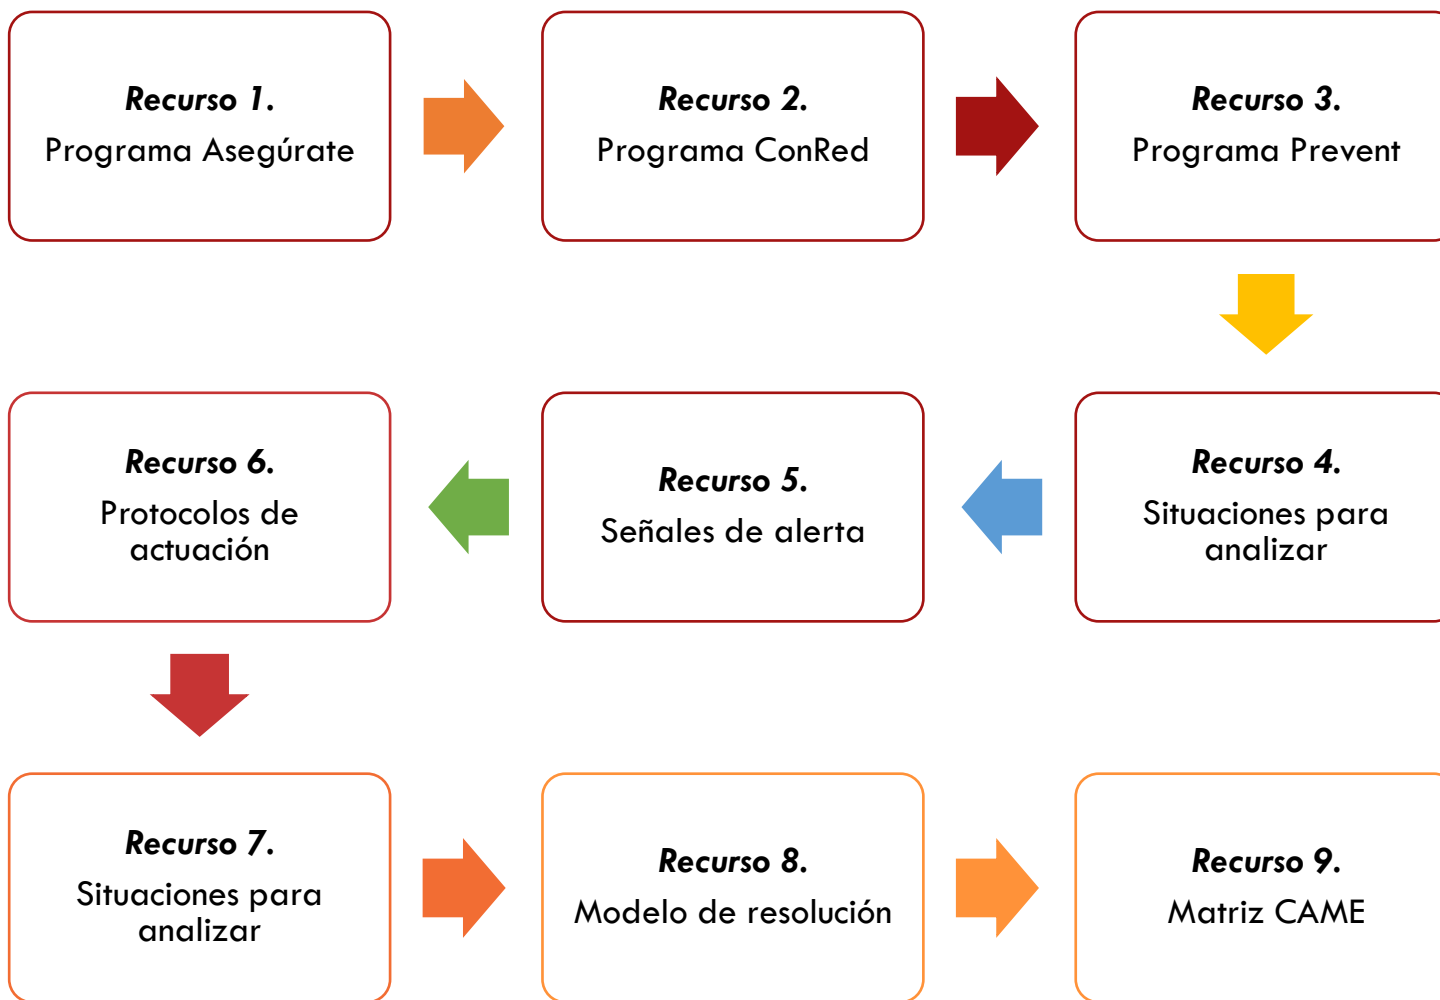 Recurso 1.
Programa Asegúrate
Recurso 2.
Programa ConRed
Recurso 3.
Programa Prevent
Recurso 4.
Situaciones para
analizar
Recurso 5.
Señales de alerta
Recurso 6.
Protocolos de
actuación
Recurso 7.
Situaciones para
analizar
Recurso 8.
Modelo de resolución
Recurso 9.
Matriz CAME